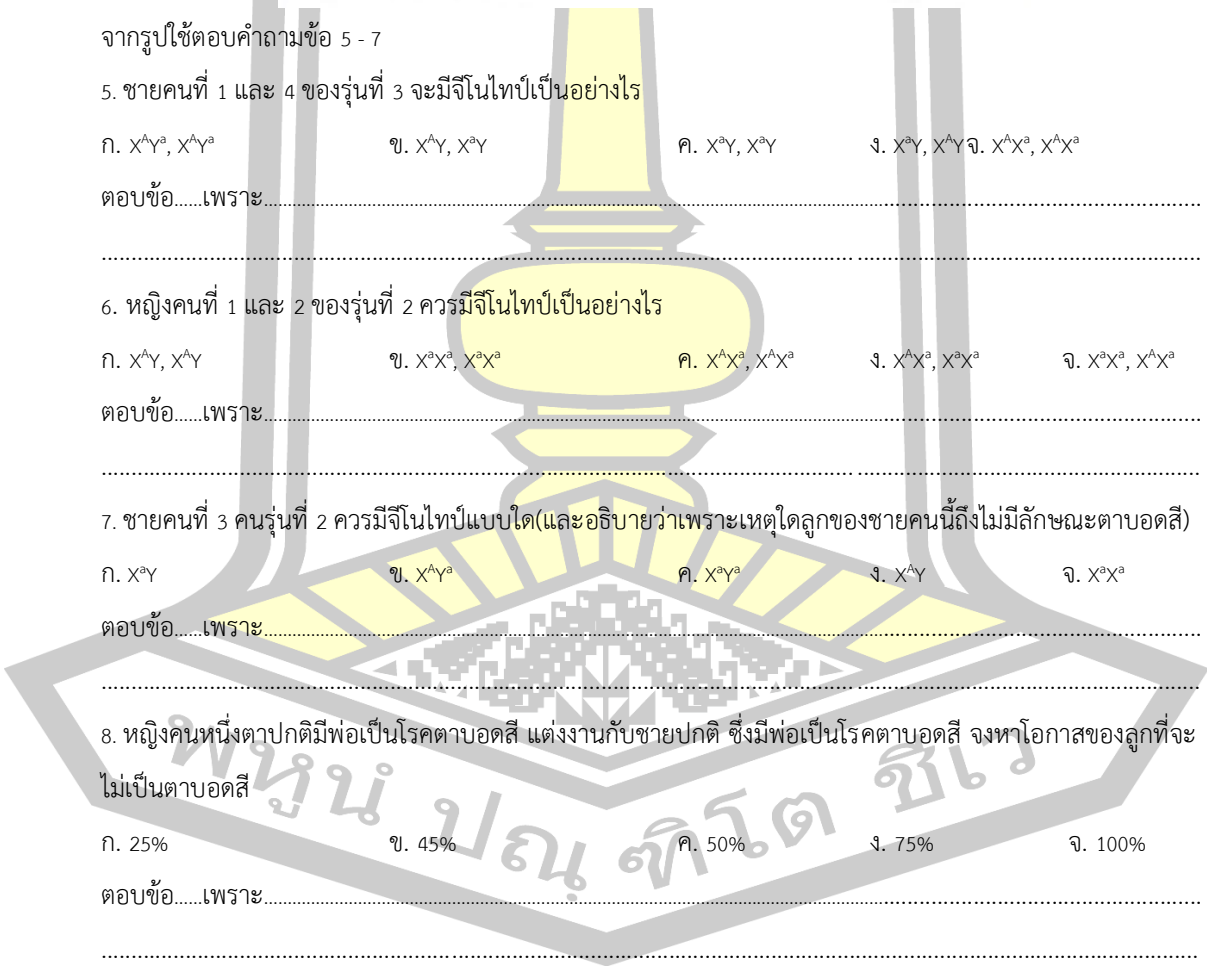 จากรูปใช้ตอบคำถามข้อ 5 - 7
5. ชายคนที่ 1 และ 4 ของรุ่นที่ 3 จะมีจีโนไทป์เป็นอย่างไร
ก. XᴬYᵃ, XᴬYᵃ ข. XᴬY, XᵃY ค. XᵃY, XᵃY ง. XᵃY, XᴬY จ. XᴬXᵃ, XᴬXᵃ
ตอบข้อ......เพราะ................................................................
................................................................
6. หญิงคนที่ 1 และ 2 ของรุ่นที่ 2 ควรมีจีโนไทป์เป็นอย่างไร
ก. XᴬY, XᴬY ข. XᵃXᵃ, XᵃXᵃ ค. XᴬXᵃ, XᴬXᵃ ง. XᴬXᵃ, XᵃXᵃ จ. XᵃXᵃ, XᴬXᵃ
ตอบข้อ......เพราะ................................................................
................................................................
7. ชายคนที่ 3 คนรุ่นที่ 2 ควรมีจีโนไทป์แบบใด(และอธิบายว่าเพราะเหตุใดลูกของชายคนนี้ถึงไม่มีลักษณะตาบอดสี)
ก. XᵃY ข. XᴬYᵃ ค. XᵃYᵃ ง. XᴬY จ. XᵃXᵃ
ตอบข้อ......เพราะ................................................................
................................................................
8. หญิงคนหนึ่งตาปกติมีพ่อเป็นโรคตาบอดสี แต่งงานกับชายปกติ ซึ่งมีพ่อเป็นโรคตาบอดสี จงหาโอกาสของลูกที่จะ
ไม่เป็นตาบอดสี
ก. 25% ข. 45% ค. 50% ง. 75% จ. 100%
ตอบข้อ......เพราะ................................................................
................................................................
พหูนํ ปณฺฑิโต ชีเว